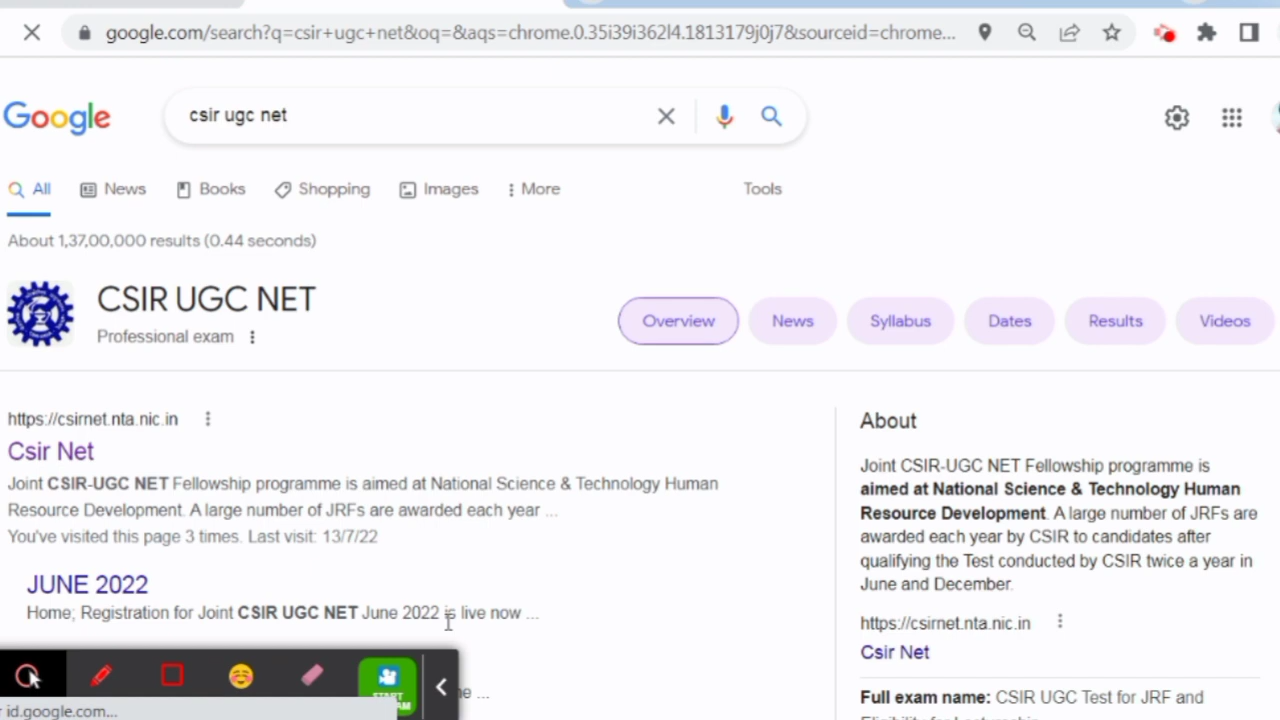 google.com/search?q=csir+ugc+net&oq=&aqs=chrome.0.35i39i362l4.1813179j0j7&sourceid=chrome...
Google
csir ugc net
All
News
Books
Shopping
Images
More
Tools
About 1,37,00,000 results (0.44 seconds)
CSIR UGC NET
Professional exam
Overview
News
Syllabus
Dates
Results
Videos
https://csirnet.nta.nic.in
Csir Net
Joint CSIR-UGC NET Fellowship programme is aimed at National Science & Technology Human
Resource Development. A large number of JRFs are awarded each year ...
You've visited this page 3 times. Last visit: 13/7/22
JUNE 2022
Home; Registration for Joint CSIR UGC NET June 2022 is live now ...
START
id.google.com...
About
Joint CSIR-UGC NET Fellowship programme is
aimed at National Science & Technology Human
Resource Development. A large number of JRFs are
awarded each year by CSIR to candidates after
qualifying the Test conducted by CSIR twice a year in
June and December.
https://csirnet.nta.nic.in
Csir Net
Full exam name: CSIR UGC Test for JRF and